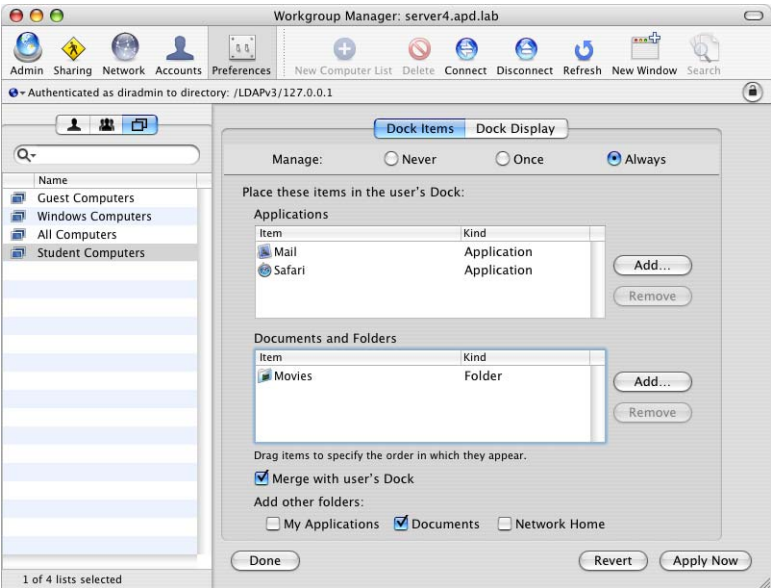 Workgroup Manager: server4.apd.lab
Admin Sharing Network Accounts Preferences New Computer List Delete Connect Disconnect Refresh New Window Search
Authenticated as diradmin to directory: /LDAPv3/127.0.0.1
Dock Items Dock Display
Manage: Never Once Always
Name
Guest Computers
Windows Computers
All Computers
Student Computers
1 of 4 lists selected
Place these items in the user's Dock:
Applications
Item Kind
Mail Application
Safari Application
Add...
Remove
Documents and Folders
Item Kind
Movies Folder
Add...
Remove
Drag items to specify the order in which they appear.
Merge with user's Dock
Add other folders:
My Applications Documents Network Home
Done Revert Apply Now